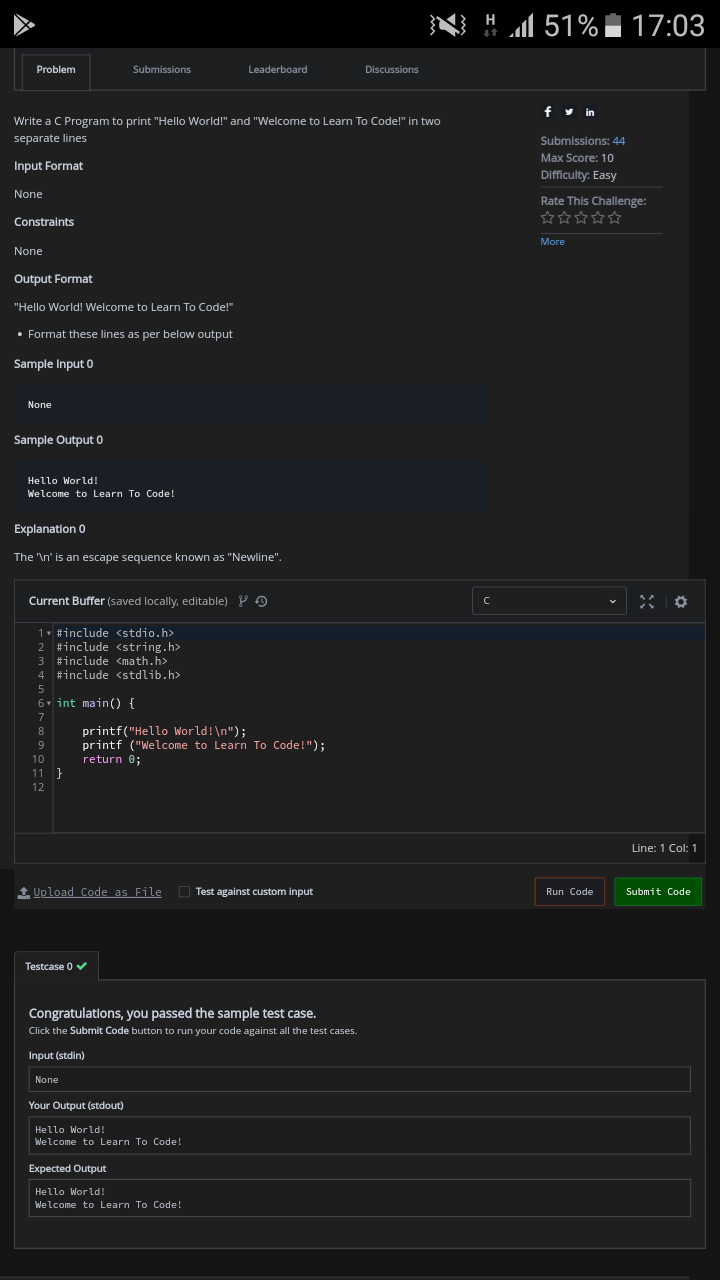 H 51% 17:03
Problem Submissions Leaderboard Discussions
Write a C Program to print "Hello World!" and "Welcome to Learn To Code!" in two
separate lines
Input Format
None
Constraints
None
Output Format
"Hello World! Welcome to Learn To Code!"
• Format these lines as per below output
Sample Input 0
None
Sample Output 0
Hello World!
Welcome to Learn To Code!
Explanation 0
The '\n' is an escape sequence known as "Newline".
f in
Submissions: 44
Max Score: 10
Difficulty: Easy
Rate This Challenge:
More
Current Buffer (saved locally, editable) C
1 #include <stdio.h>
2 #include <string.h>
3 #include <math.h>
4 #include <stdlib.h>
5
6 int main() {
7
8     printf("Hello World!\n");
9     printf ("Welcome to Learn To Code!");
10     return 0;
11 }
12
Line: 1 Col: 1
Upload Code as File Test against custom input Run Code Submit Code
Testcase 0
Congratulations, you passed the sample test case.
Click the Submit Code button to run your code against all the test cases.
Input (stdin)
None
Your Output (stdout)
Hello World!
Welcome to Learn To Code!
Expected Output
Hello World!
Welcome to Learn To Code!